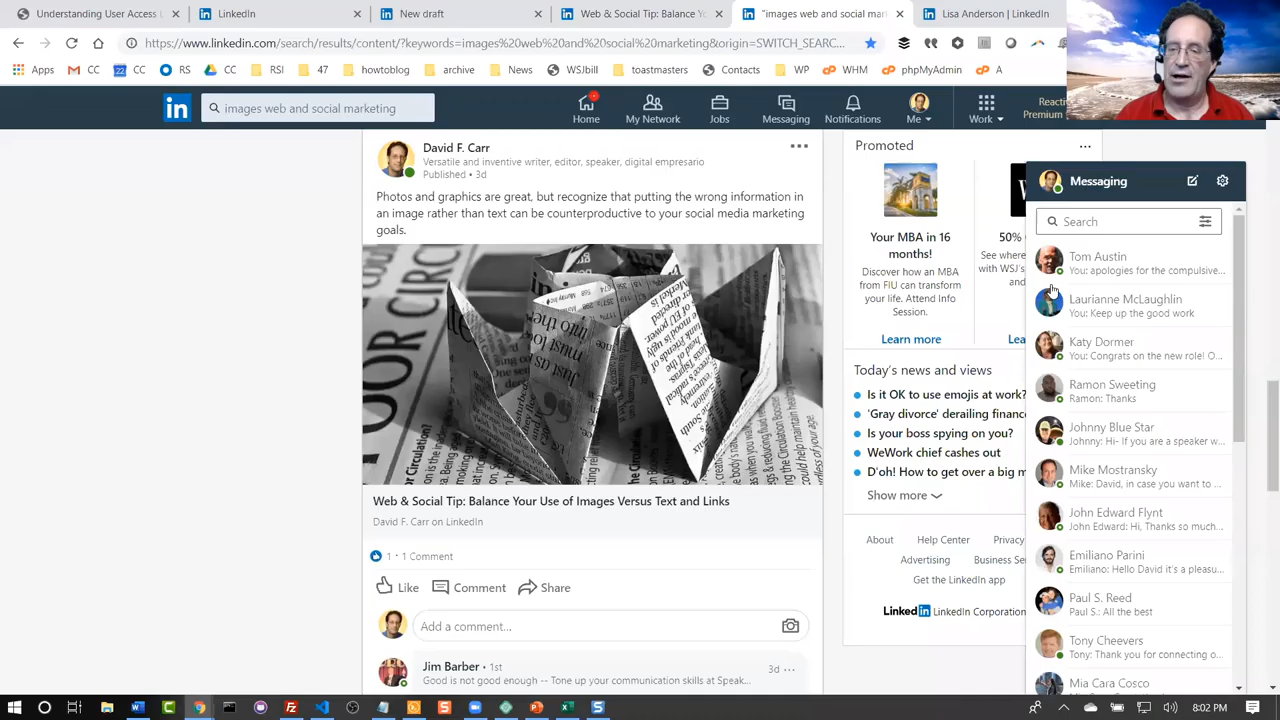 Understanding User Access L
LinkedIn
New draft
Web & Social Tip: Balance Yo
"images web and social mark
Lisa Anderson | LinkedIn
https://www.linkedin.com/search/results/content/?keywords=images%20web%20and%20social%20marketing&origin=SWITCH_SEARC...
Apps
CC
CC
RS
CC
RSI
47
howtoblog
archive
News
WSJbill
toastmasters
Contacts
WP
WHM
phpMyAdmin
A
in
images web and social marketing
Home
My Network
Jobs
Messaging
Notifications
Me
Work
Reacti
Premium
David F. Carr
Versatile and inventive writer, editor, speaker, digital empresario
Published • 3d
Photos and graphics are great, but recognize that putting the wrong information in
an image rather than text can be counterproductive to your social media marketing
goals.
Web & Social Tip: Balance Your Use of Images Versus Text and Links
David F. Carr on LinkedIn
1 · 1 Comment
Like
Comment
Share
Add a comment...
Jim Barber • 1st
3d
Good is not good enough -- Tone up your communication skills at Speak...
Promoted
Your MBA in 16
months!
Discover how an MBA
from FIU can transform
your life. Attend Info
Session.
Learn more
50%
See where
with WSJ's
an
Lea
Today's news and views
Is it OK to use emojis at work?
'Gray divorce' derailing financ
Is your boss spying on you?
WeWork chief cashes out
D'oh! How to get over a big m
Show more
About
Help Center
Privacy
Advertising
Business Se
Get the LinkedIn app
LinkedIn LinkedIn Corporation
Messaging
Search
Tom Austin
You: apologies for the compulsive...
Laurianne McLaughlin
You: Keep up the good work
Katy Dormer
You: Congrats on the new role! O...
Ramon Sweeting
Ramon: Thanks
Johnny Blue Star
Johnny: Hi- If you are a speaker w...
Mike Mostransky
Mike: David, in case you want to ...
John Edward Flynt
John Edward: Hi, Thanks so much...
Emiliano Parini
Emiliano: Hello David it's a pleasu...
Paul S. Reed
Paul S.: All the best
Tony Cheevers
Tony: Thank you for connecting o...
Mia Cara Cosco
8:02 PM